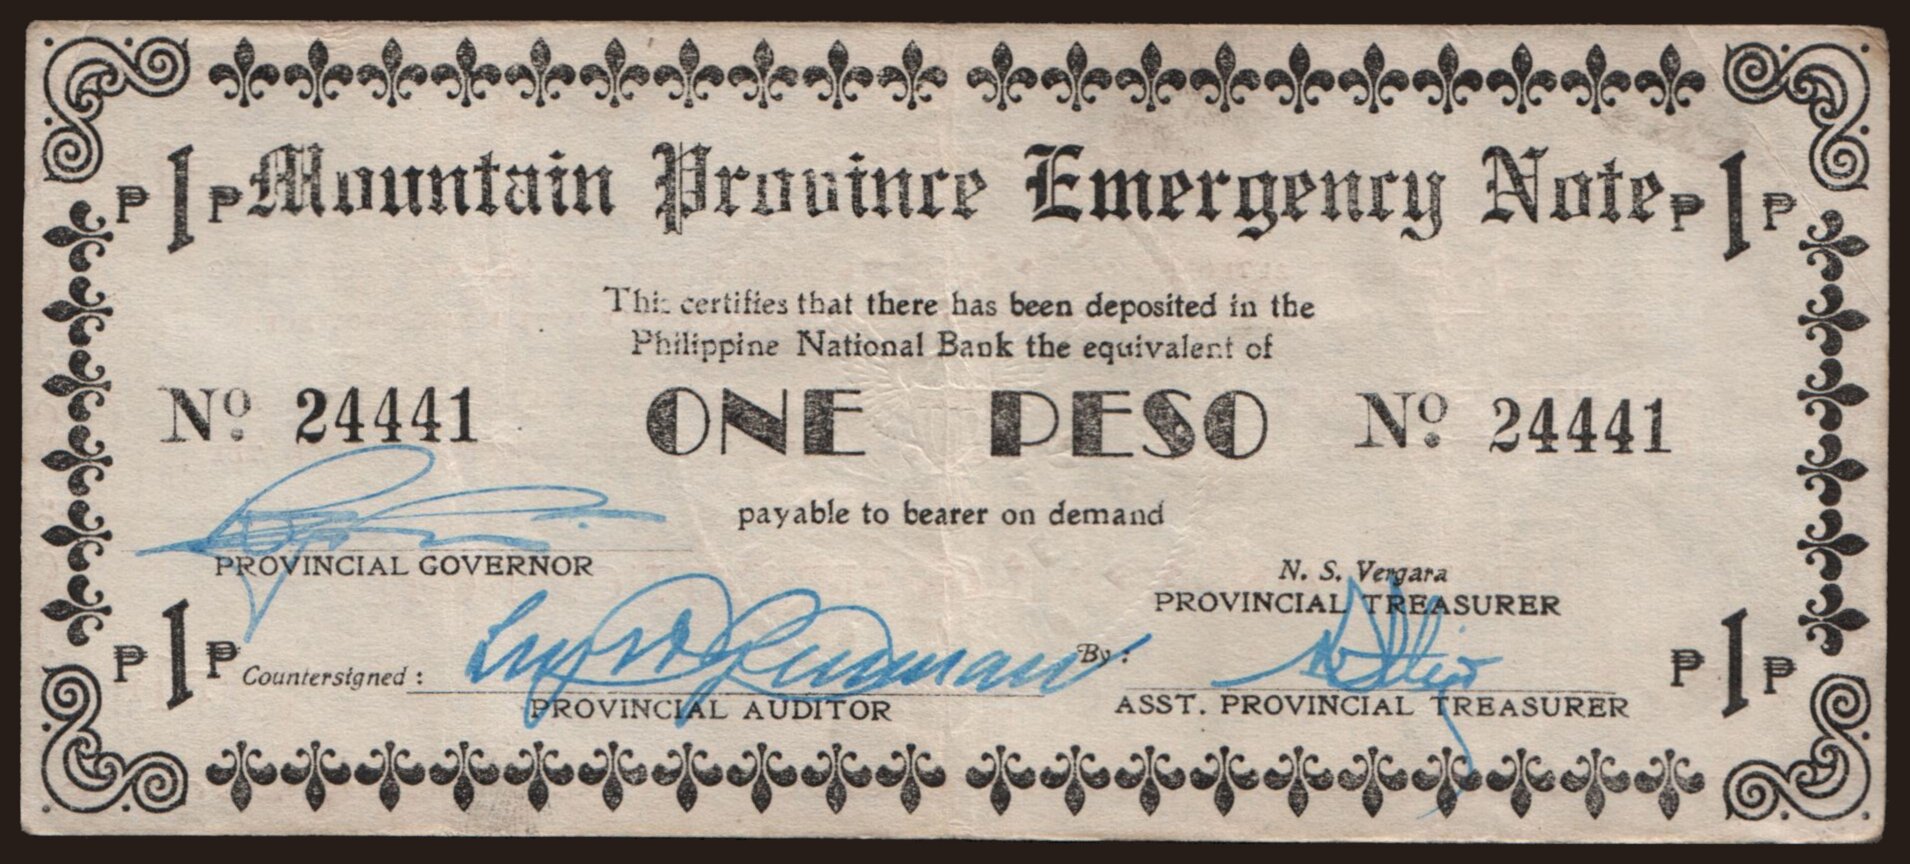 ₱ 1 ₱ Mountain Province Emergency Note ₱ 1 ₱
This certifies that there has been deposited in the
Philippine National Bank the equivalent of
Nº 24441 ONE PESO Nº 24441
payable to bearer on demand
PROVINCIAL GOVERNOR
N. S. Vergara
PROVINCIAL TREASURER
₱ 1 ₱ Countersigned : By : ₱ 1 ₱
PROVINCIAL AUDITOR ASST. PROVINCIAL TREASURER